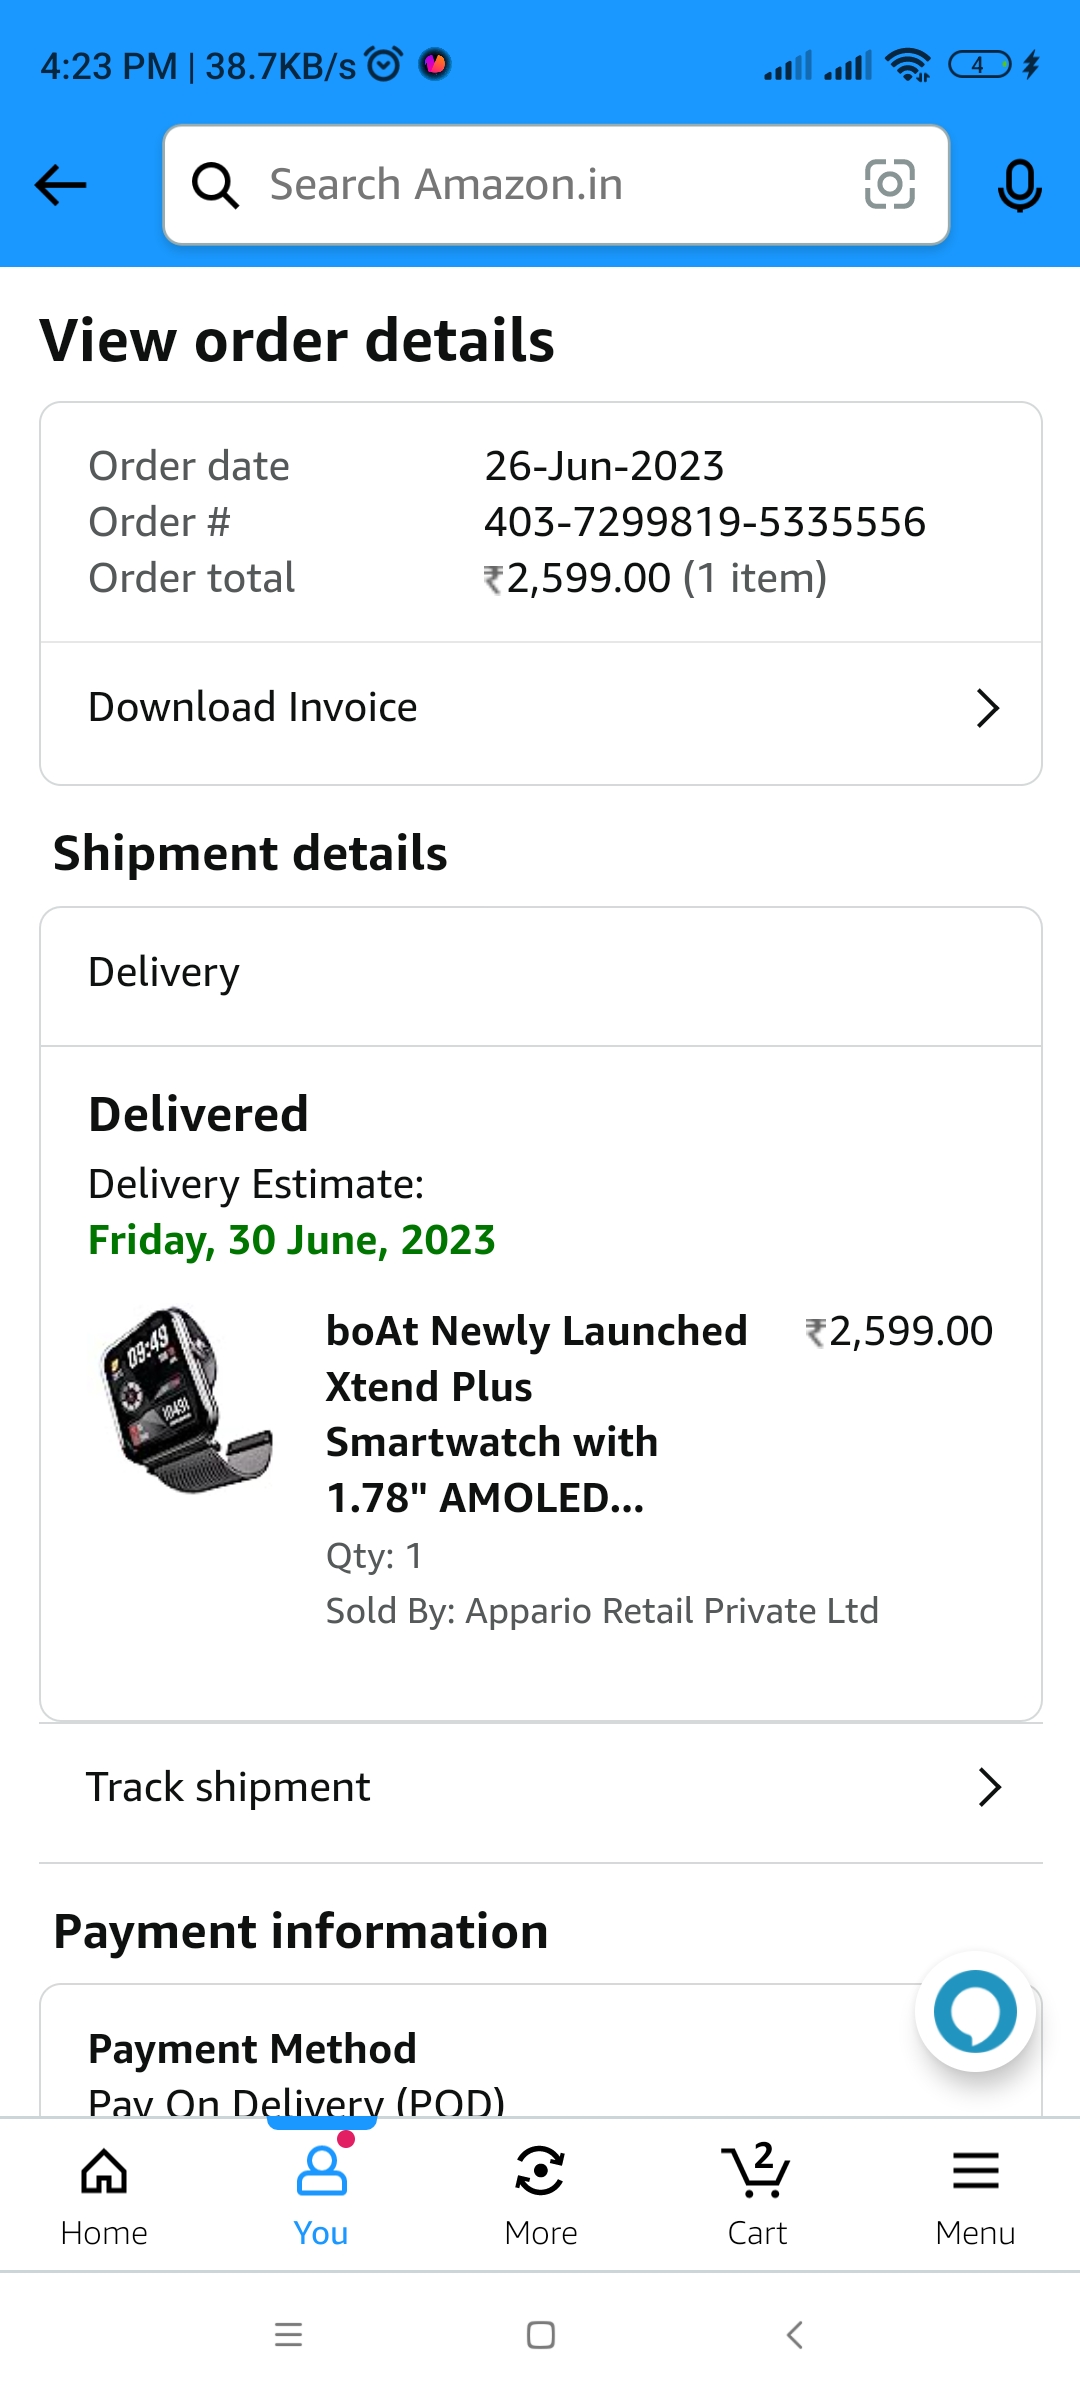 4:23 PM | 38.7KB/s
4
Search Amazon.in
View order details
Order date 26-Jun-2023
Order # 403-7299819-5335556
Order total ₹2,599.00 (1 item)
Download Invoice
Shipment details
Delivery
Delivered
Delivery Estimate:
Friday, 30 June, 2023
09:49
boAt Newly Launched ₹2,599.00
Xtend Plus
Smartwatch with
1.78" AMOLED...
Qty: 1
Sold By: Appario Retail Private Ltd
Track shipment
Payment information
Payment Method
Pay On Delivery (POD)
2
Home You More Cart Menu